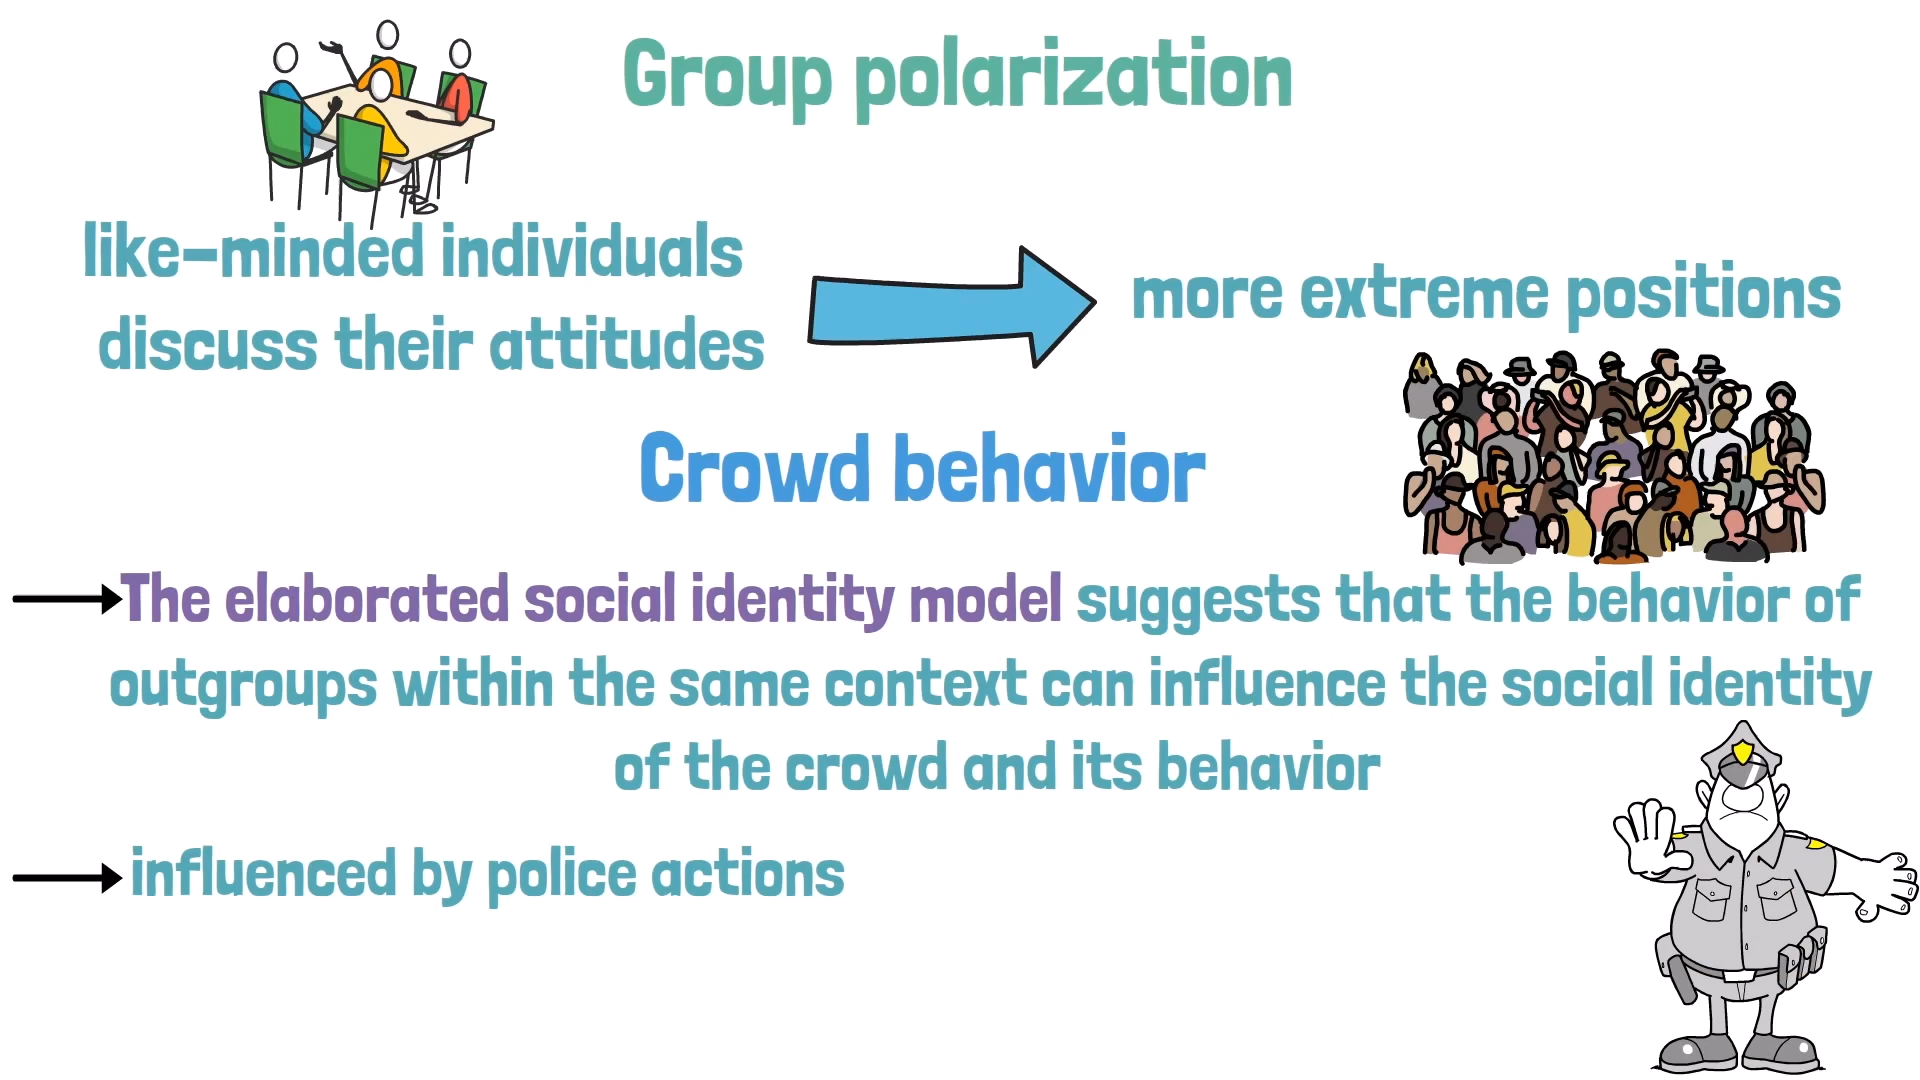 Group polarization
like-minded individuals
discuss their attitudes
more extreme positions
Crowd behavior
The elaborated social identity model suggests that the behavior of
outgroups within the same context can influence the social identity
of the crowd and its behavior
influenced by police actions